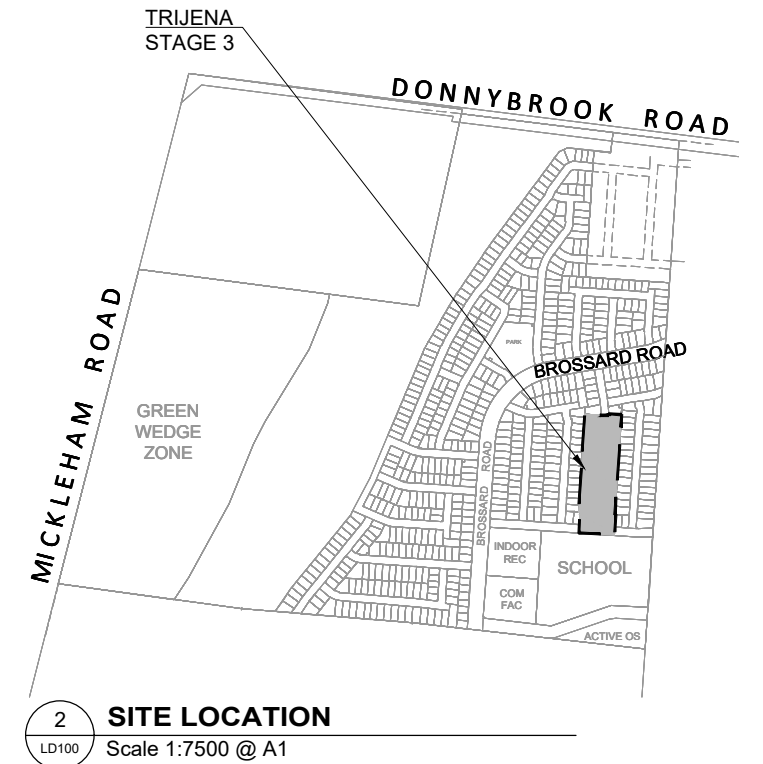 TRIJENA
STAGE 3
DONNYBROOK ROAD
MICKLEHAM ROAD
PARK
BROSSARD ROAD
GREEN
WEDGE
ZONE
BROSSARD ROAD
INDOOR
REC
SCHOOL
COM
FAC
ACTIVE OS
2
LD100
SITE LOCATION
Scale 1:7500 @ A1